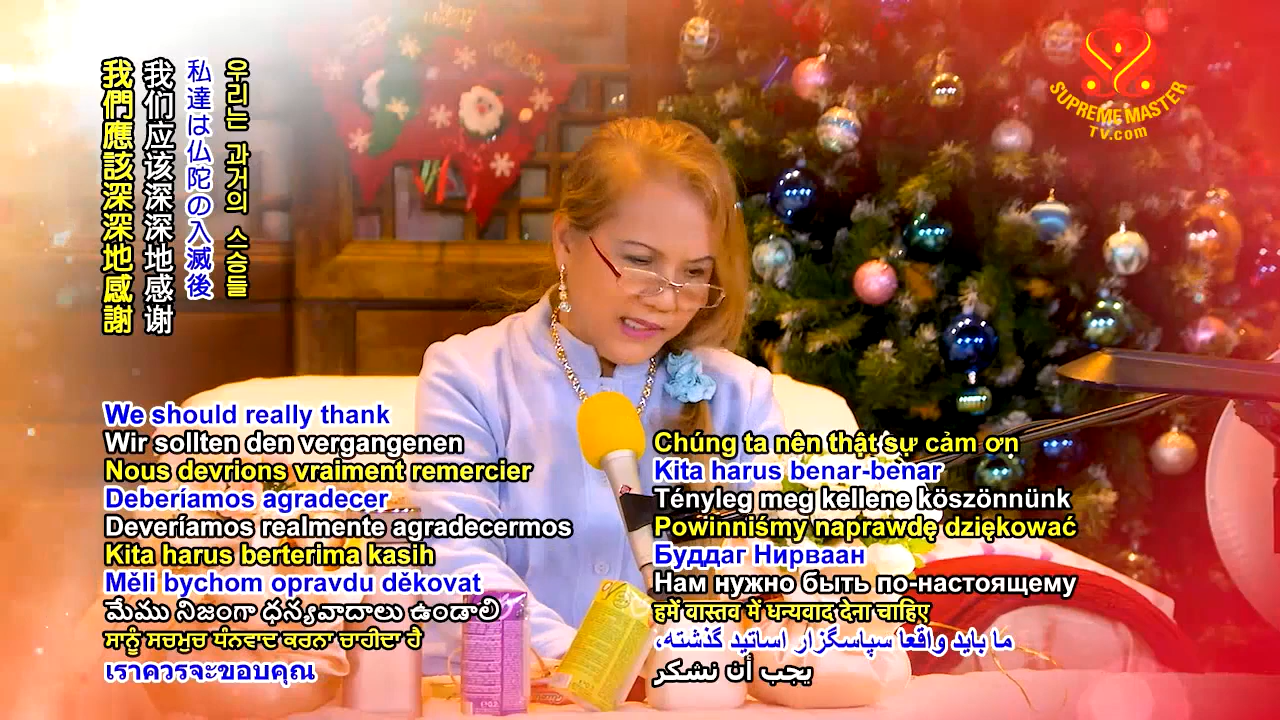 我們應該深深地感謝
我们应该深深地感谢
私達は仏陀の入滅後
우리는 과거의 스승들
SUPREME MASTER
TV.com
We should really thank
Wir sollten den vergangenen
Nous devrions vraiment remercier
Deberíamos agradecer
Deveríamos realmente agradecermos
Kita harus berterima kasih
Měli bychom opravdu děkovat
మేము నిజంగా ధన్యవాదాలు ఉండాలి
ਸਾਨੂੰ ਸਚਮੁਚ ਧੰਨਵਾਦ ਕਰਨਾ ਚਾਹੀਦਾ ਹੈ
เราควรจะขอบคุณ
Chúng ta nên thật sự cảm ơn
Kita harus benar-benar
Tényleg meg kellene köszönnünk
Powinniśmy naprawdę dziękować
Буддаг Нирваан
Нам нужно быть по-настоящему
हमें वास्तव में धन्यवाद देना चाहिए
ما باید واقعا سپاسگزار اساتید گذشته،
يجب أن نشكر